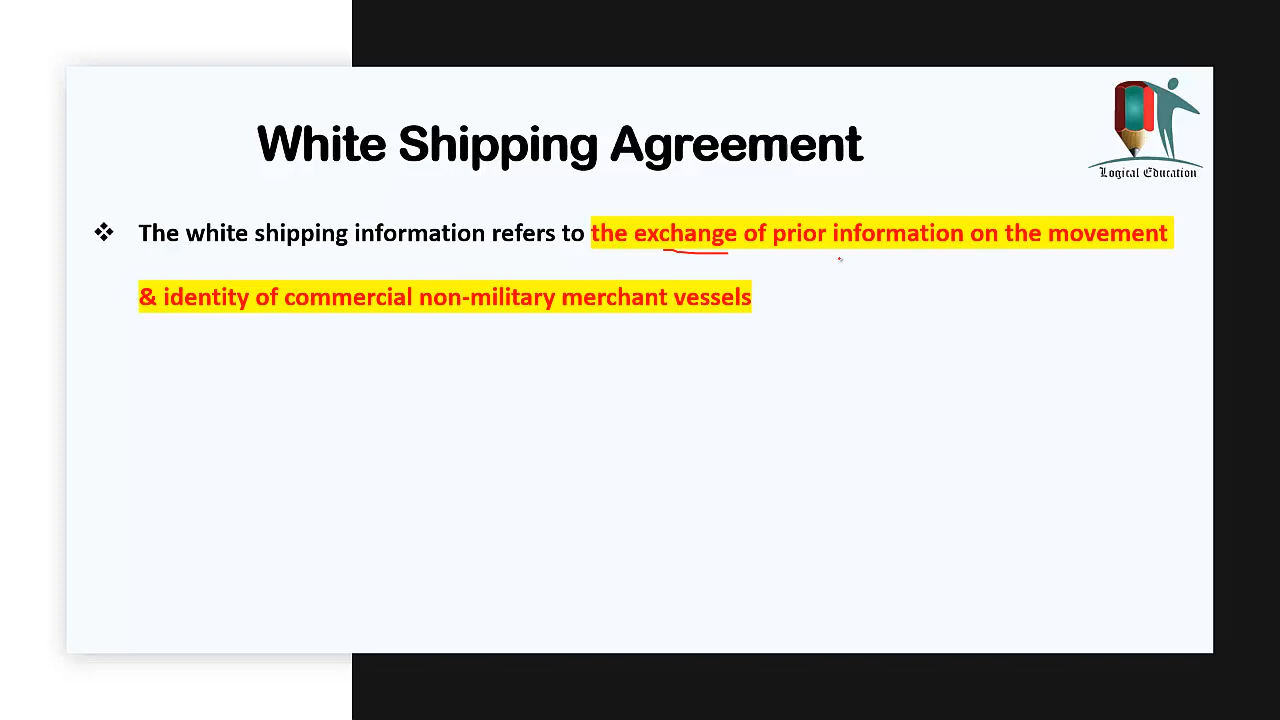 White Shipping Agreement
Logical Education
❖ The white shipping information refers to the exchange of prior information on the movement
& identity of commercial non-military merchant vessels